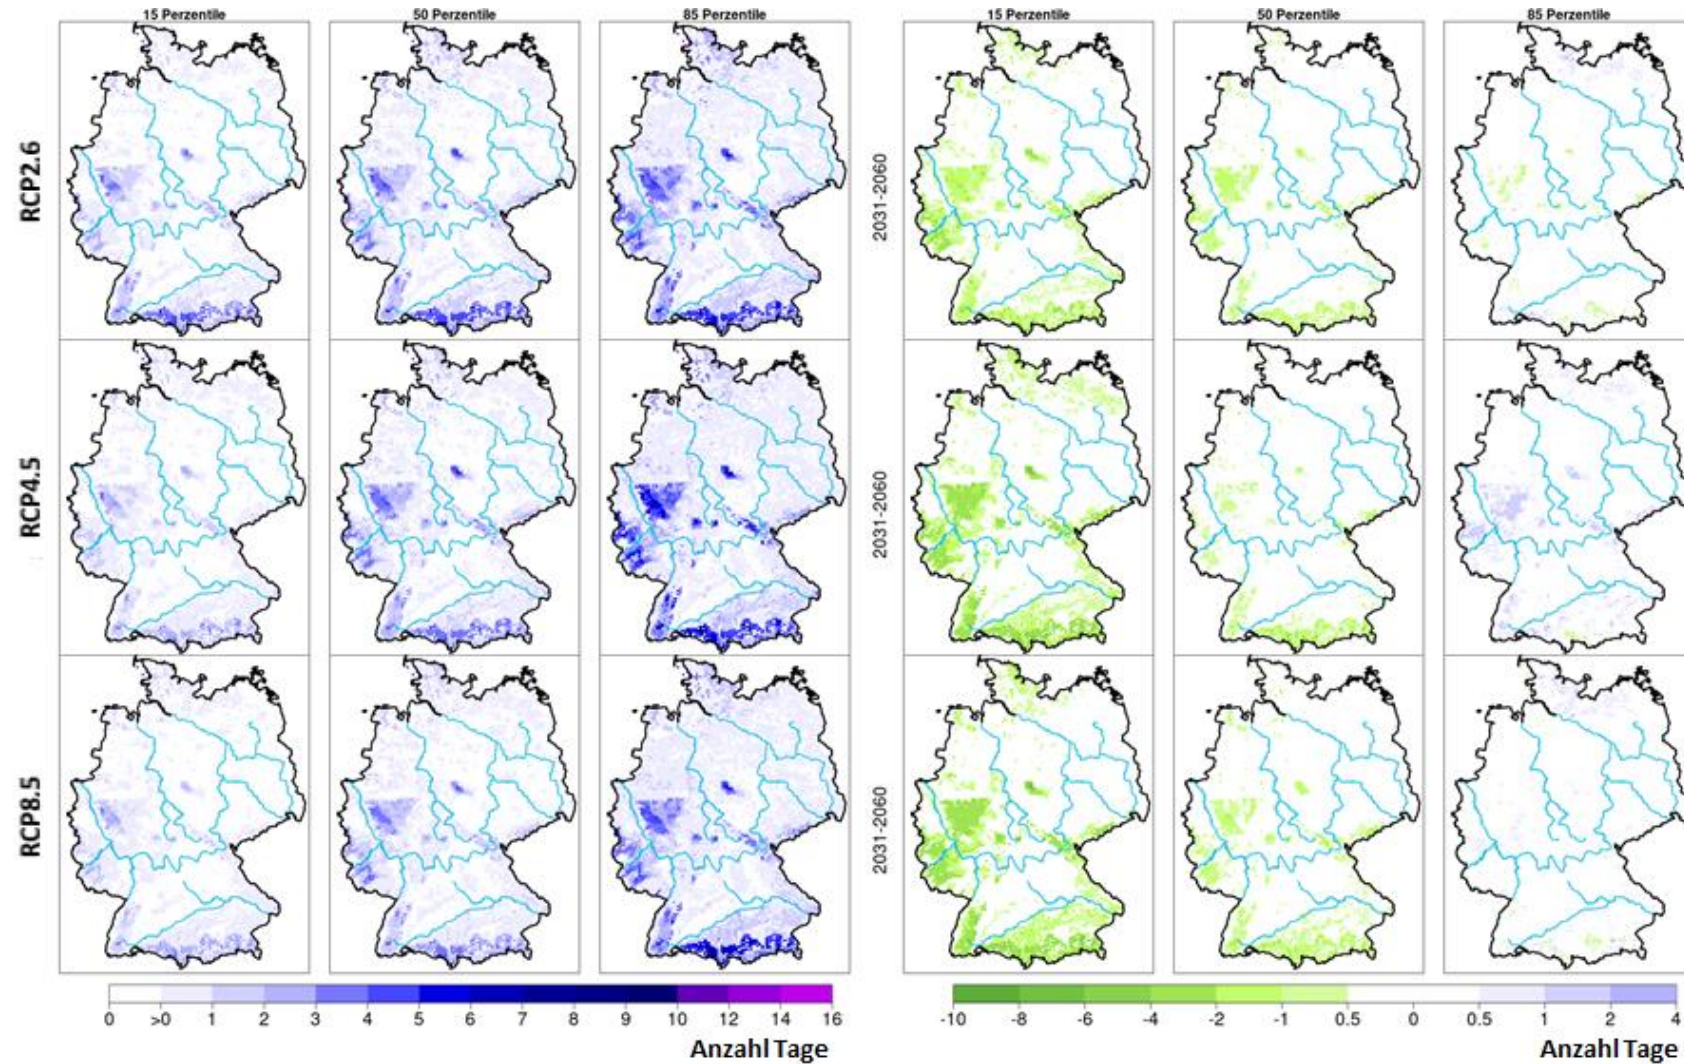 15 Perzentile 50 Perzentile 85 Perzentile 15 Perzentile 50 Perzentile 85 Perzentile
RCP2.6
2031-2060
RCP4.5
2031-2060
RCP8.5
2031-2060
0 >0 1 2 3 4 5 6 7 8 9 10 12 14 16
-10 -8 -6 -4 -2 -1 0.5 0 0.5 1 2 4
Anzahl Tage Anzahl Tage